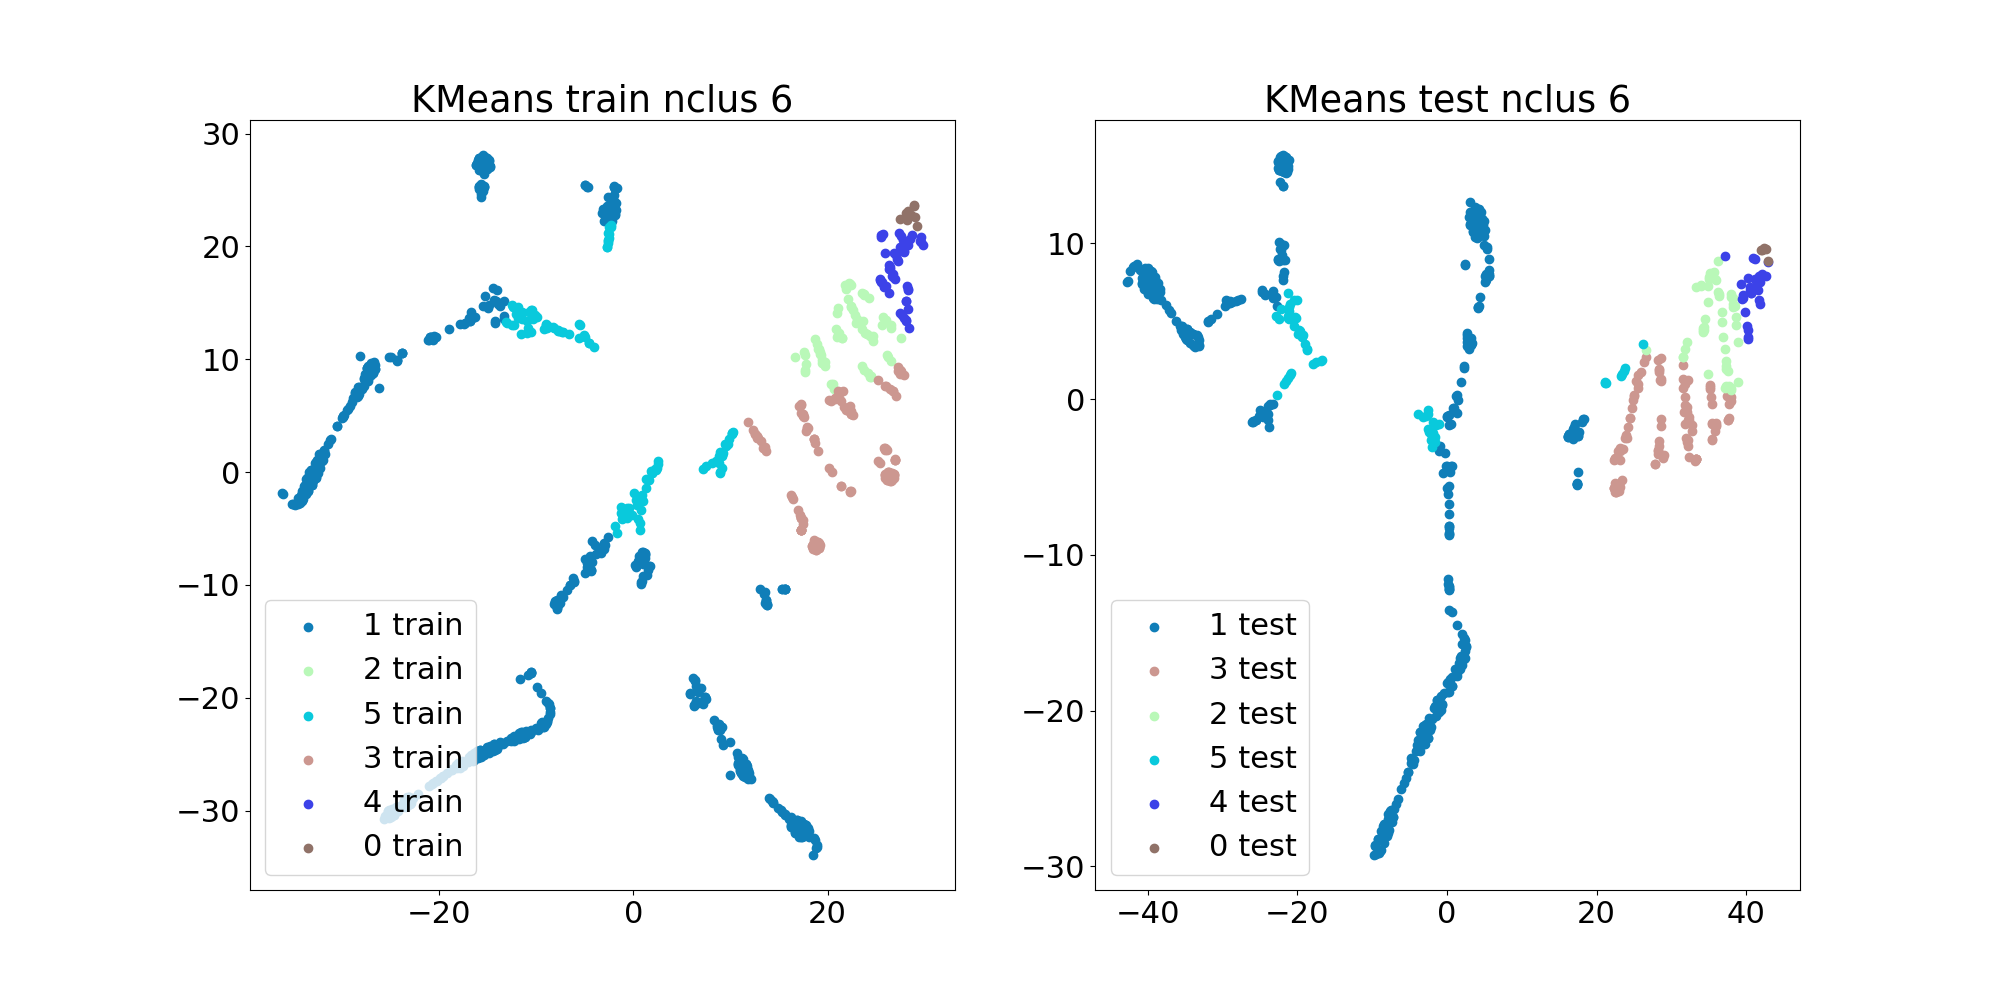 KMeans train nclus 6
30
20
10
0
−10
−20
−30
−20
0
20
1 train
2 train
5 train
3 train
4 train
0 train
KMeans test nclus 6
10
0
−10
−20
−30
−40
−20
0
20
40
1 test
3 test
2 test
5 test
4 test
0 test